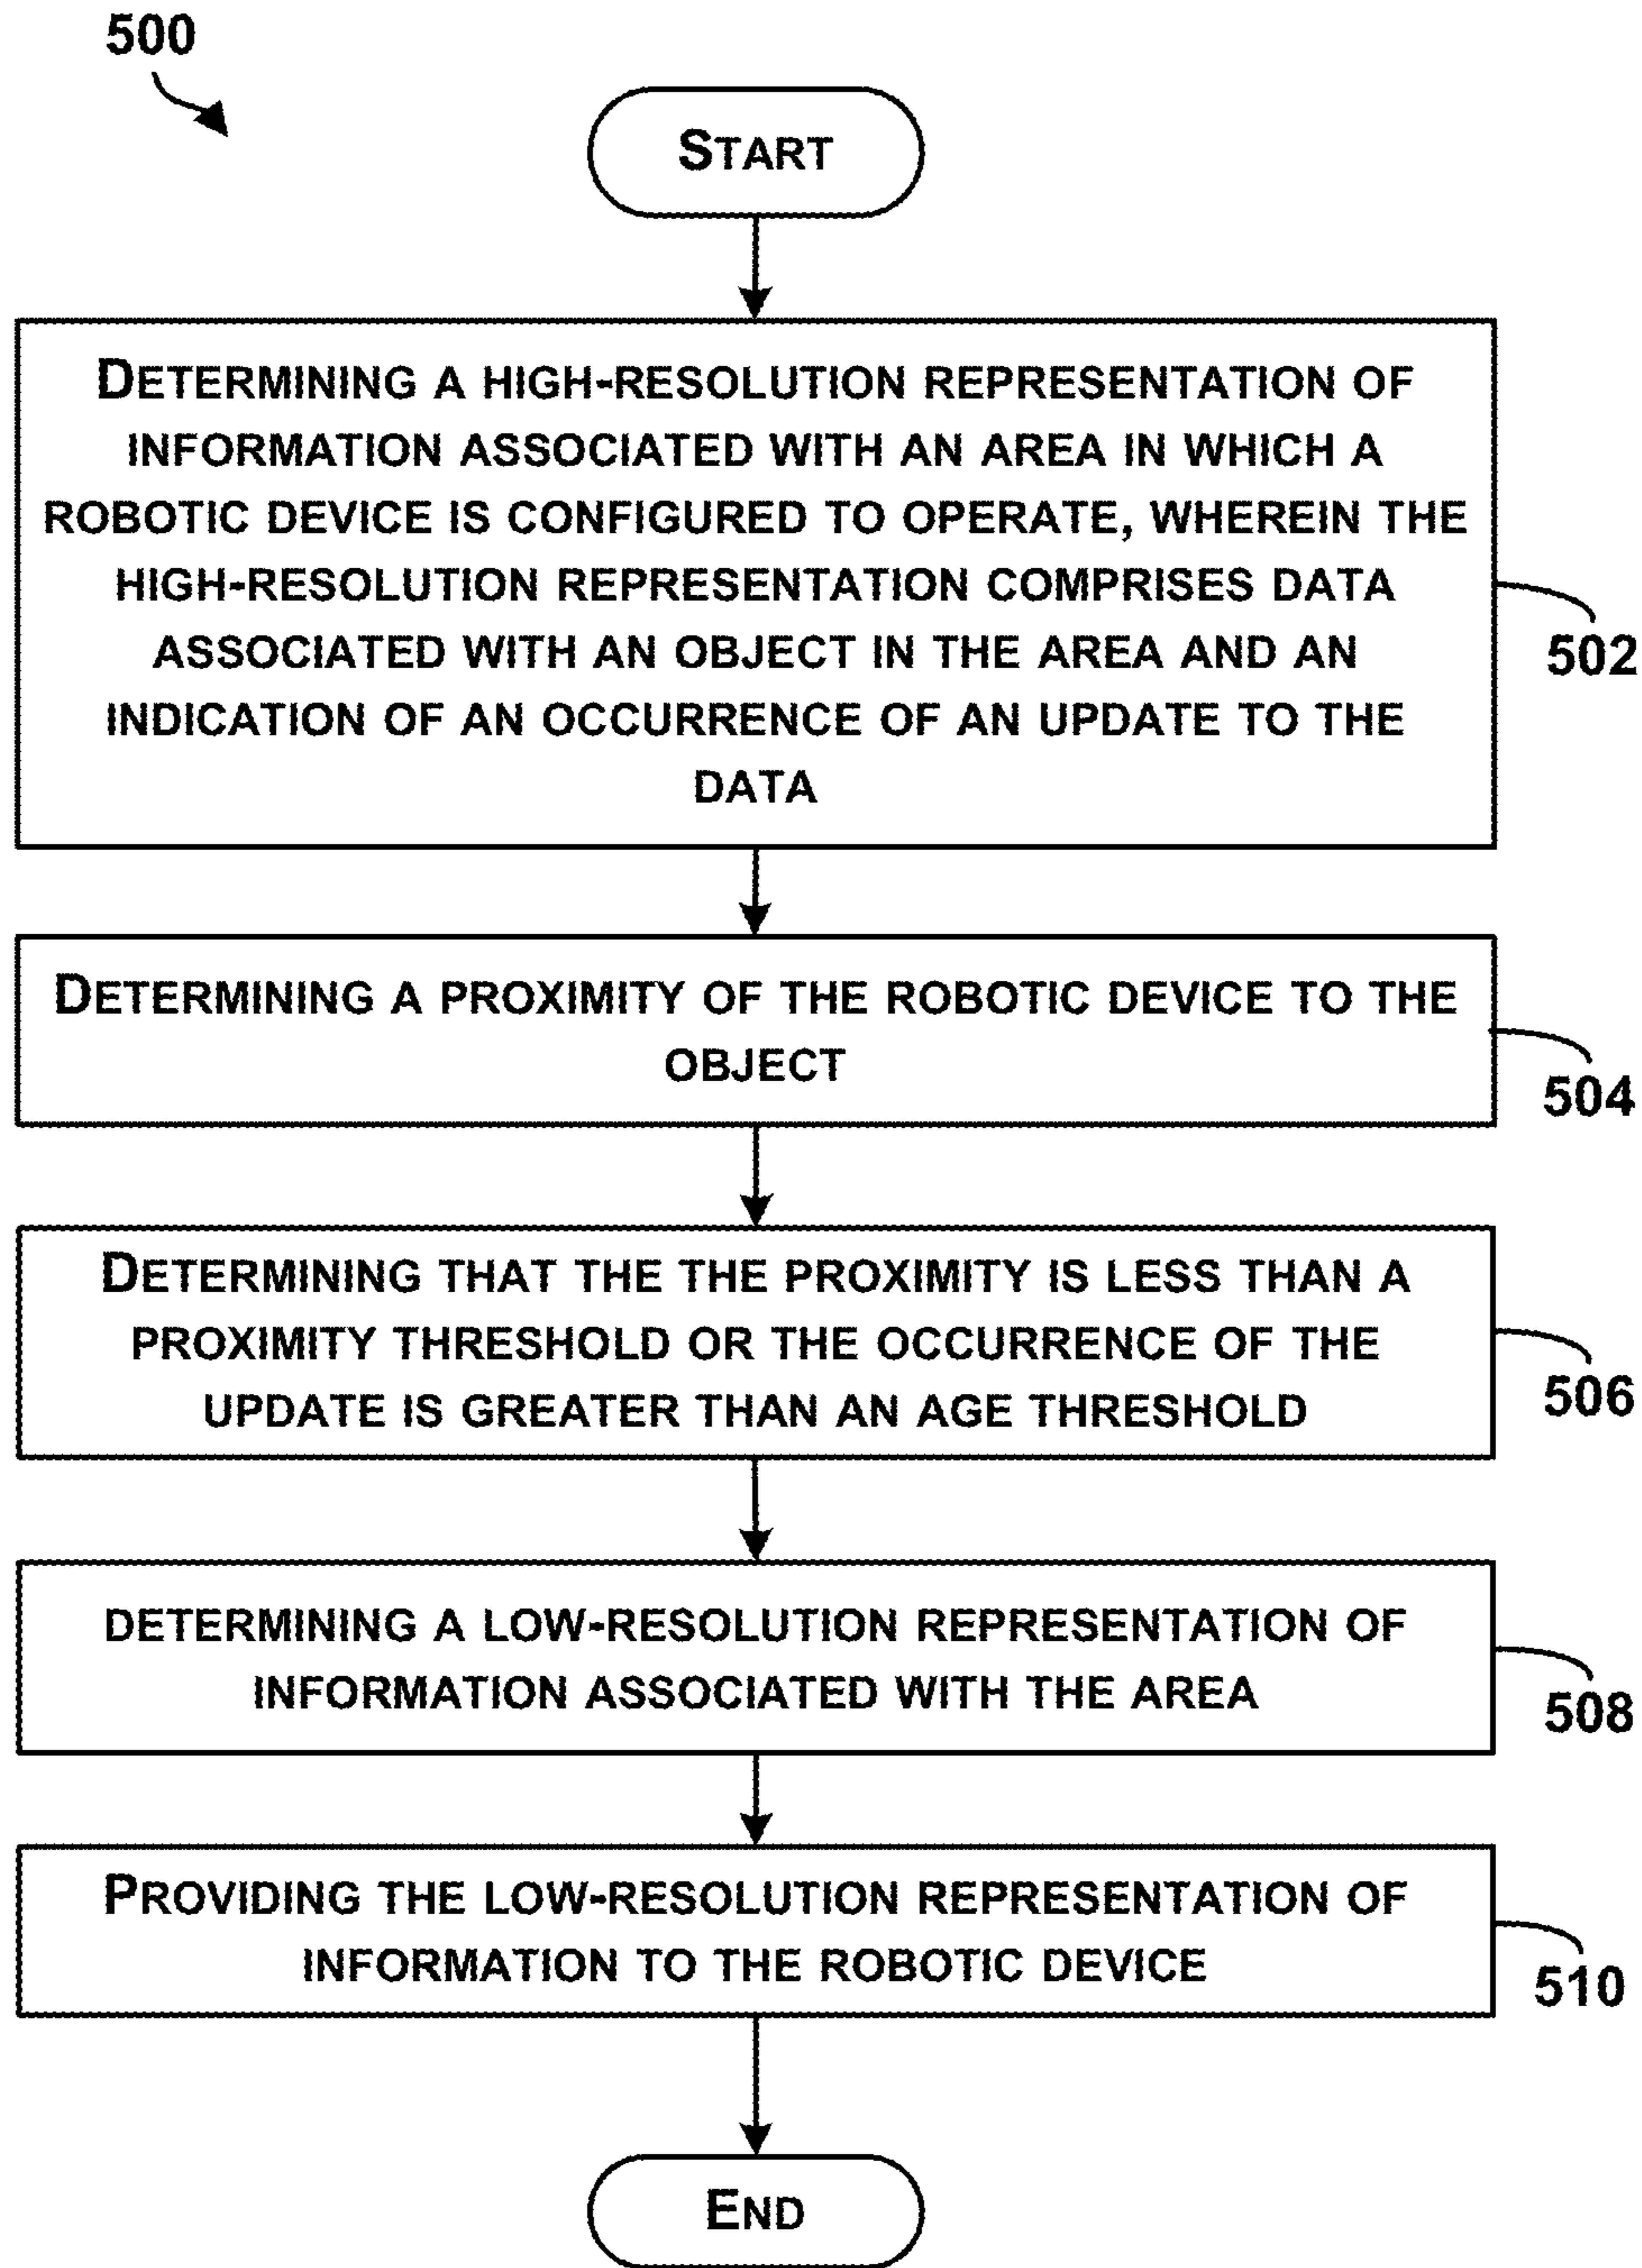 500
START
DETERMINING A HIGH-RESOLUTION REPRESENTATION OF
INFORMATION ASSOCIATED WITH AN AREA IN WHICH A
ROBOTIC DEVICE IS CONFIGURED TO OPERATE, WHEREIN THE
HIGH-RESOLUTION REPRESENTATION COMPRISES DATA
ASSOCIATED WITH AN OBJECT IN THE AREA AND AN
INDICATION OF AN OCCURRENCE OF AN UPDATE TO THE
DATA
502
DETERMINING A PROXIMITY OF THE ROBOTIC DEVICE TO THE
OBJECT
504
DETERMINING THAT THE THE PROXIMITY IS LESS THAN A
PROXIMITY THRESHOLD OR THE OCCURRENCE OF THE
UPDATE IS GREATER THAN AN AGE THRESHOLD
506
DETERMINING A LOW-RESOLUTION REPRESENTATION OF
INFORMATION ASSOCIATED WITH THE AREA
508
PROVIDING THE LOW-RESOLUTION REPRESENTATION OF
INFORMATION TO THE ROBOTIC DEVICE
510
END